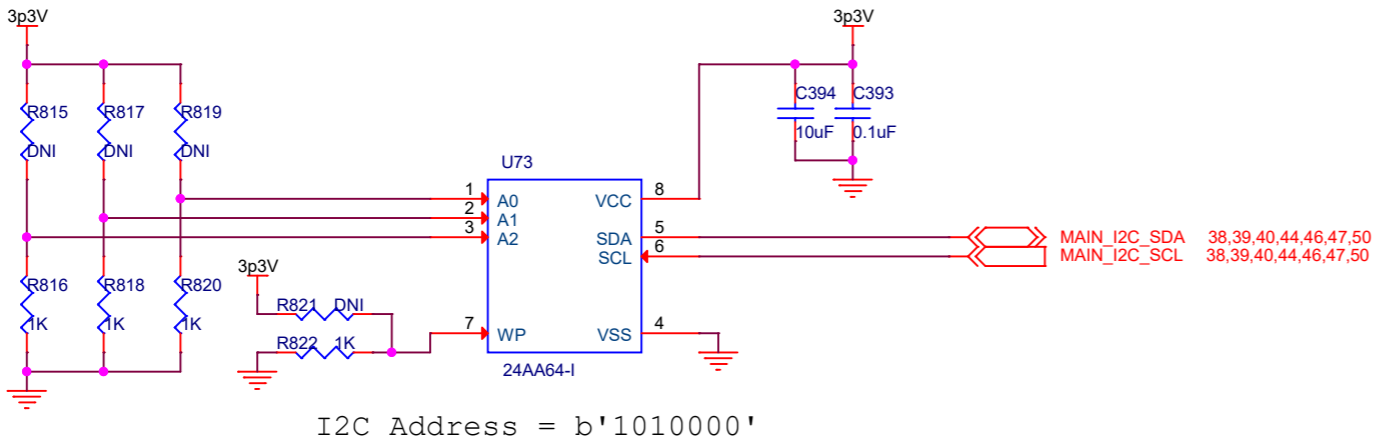 3p3V
3p3V
R815
R817
R819
C394
C393
DNI
DNI
DNI
10uF
0.1uF
U73
1
A0
VCC
8
2
A1
3
A2
SDA
5
MAIN_I2C_SDA 38,39,40,44,46,47,50
SCL
6
MAIN_I2C_SCL 38,39,40,44,46,47,50
3p3V
R816
R818
R820
1K
1K
1K
R821 DNI
7
WP
VSS
4
R822 1K
24AA64-I
I2C Address = b'1010000'